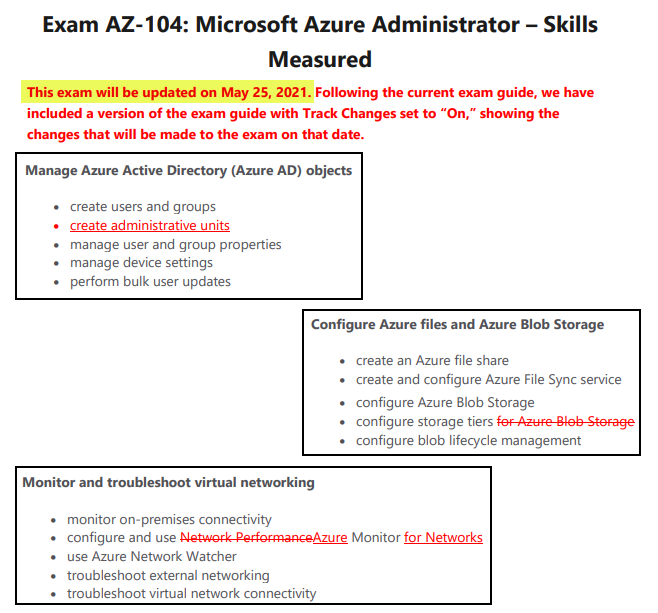 Exam AZ-104: Microsoft Azure Administrator – Skills
Measured
This exam will be updated on May 25, 2021. Following the current exam guide, we have
included a version of the exam guide with Track Changes set to “On,” showing the
changes that will be made to the exam on that date.
Manage Azure Active Directory (Azure AD) objects
• create users and groups
• create administrative units
• manage user and group properties
• manage device settings
• perform bulk user updates
Configure Azure files and Azure Blob Storage
• create an Azure file share
• create and configure Azure File Sync service
• configure Azure Blob Storage
• configure storage tiers for Azure Blob Storage
• configure blob lifecycle management
Monitor and troubleshoot virtual networking
• monitor on-premises connectivity
• configure and use Network PerformanceAzure Monitor for Networks
• use Azure Network Watcher
• troubleshoot external networking
• troubleshoot virtual network connectivity